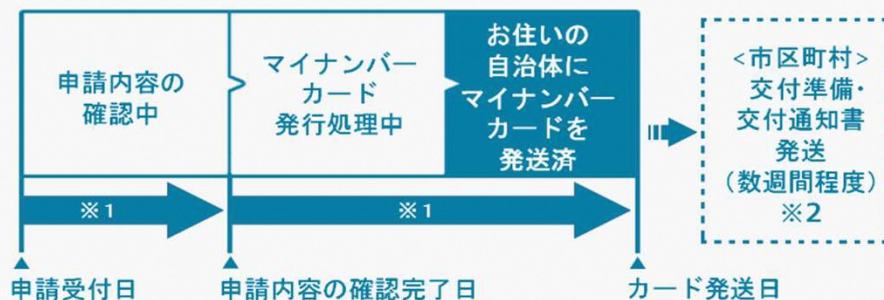 申請内容の
確認中
マイナンバー
カード
発行処理中
お住いの
自治体に
マイナンバー
カードを
発送済
<市区町村>
交付準備・
交付通知書
発送
(数週間程度)
※2
※1
※1
申請受付日
申請内容の確認完了日
カード発送日